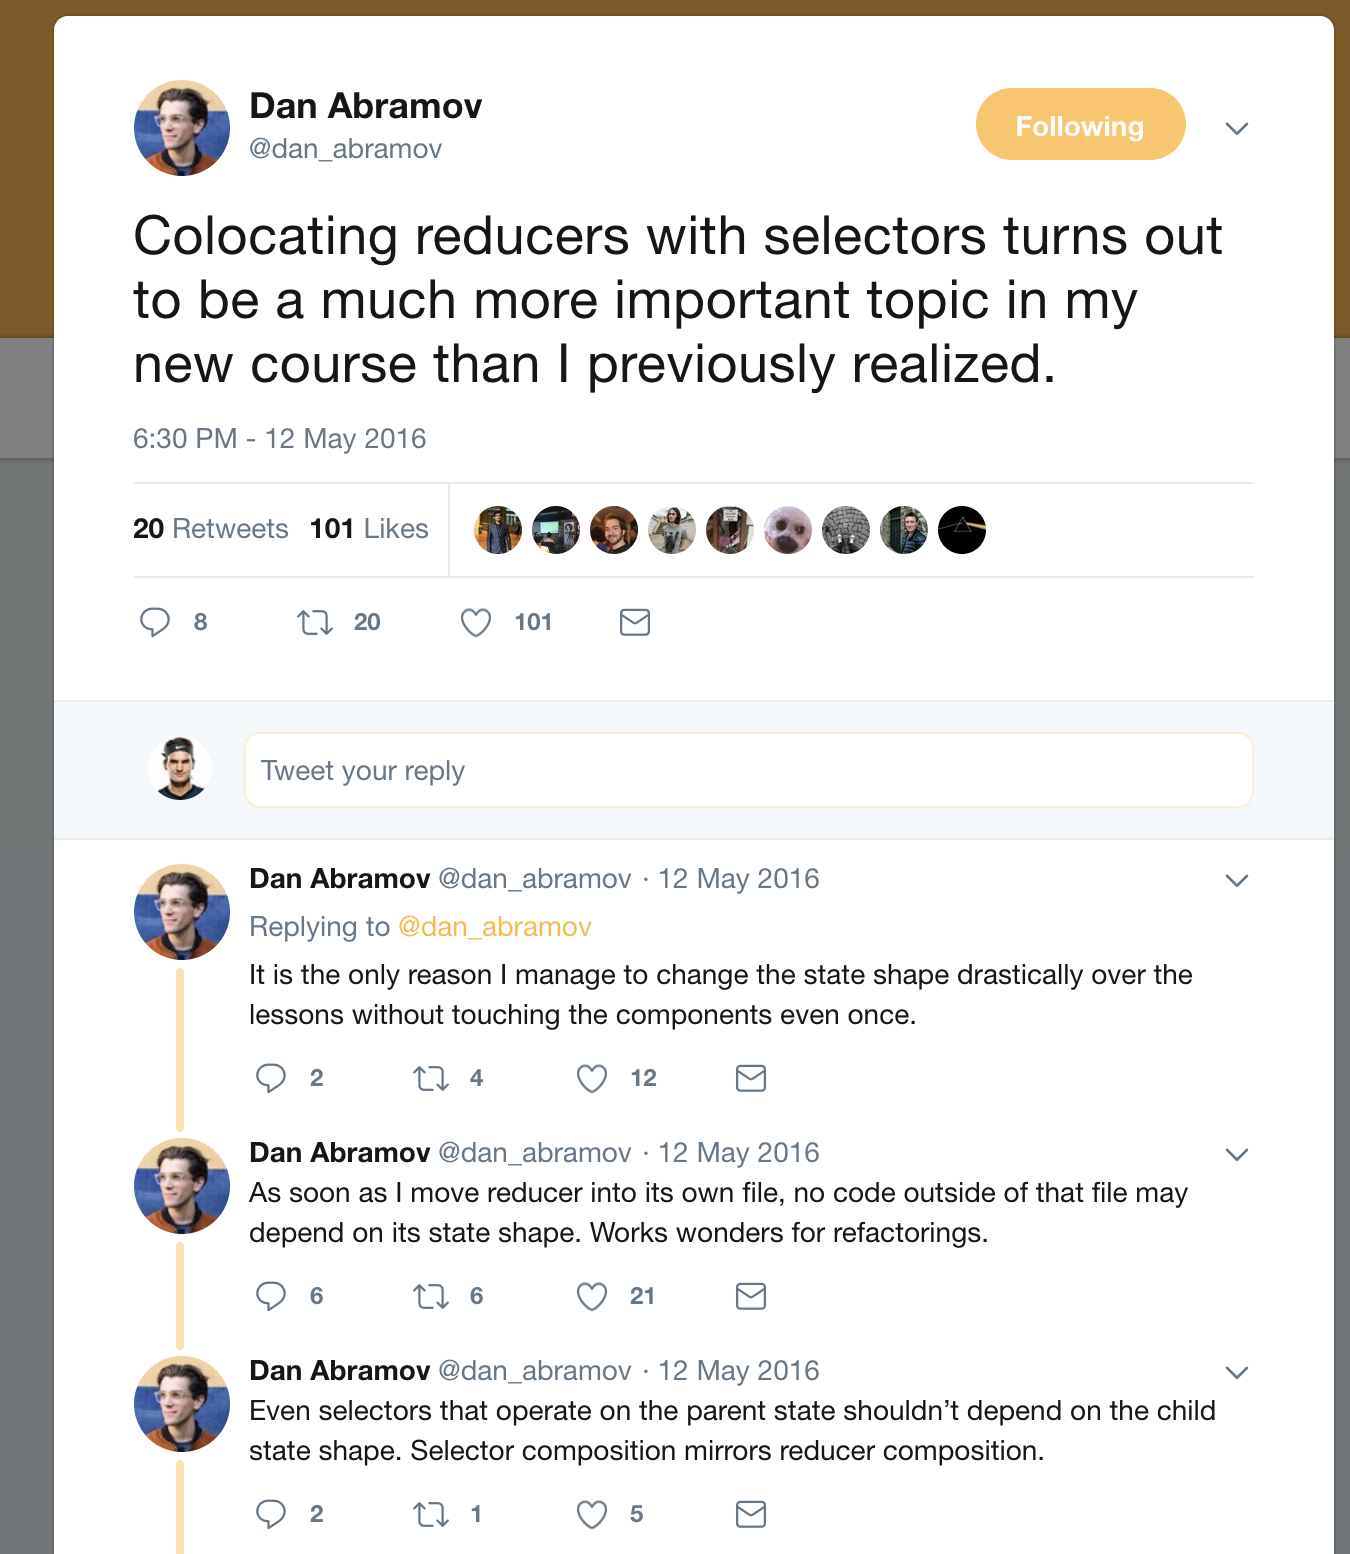 Dan Abramov
@dan_abramov
Following
Colocating reducers with selectors turns out
to be a much more important topic in my
new course than I previously realized.
6:30 PM - 12 May 2016
20 Retweets 101 Likes
8 20 101
Tweet your reply
Dan Abramov @dan_abramov · 12 May 2016
Replying to @dan_abramov
It is the only reason I manage to change the state shape drastically over the
lessons without touching the components even once.
2 4 12
Dan Abramov @dan_abramov · 12 May 2016
As soon as I move reducer into its own file, no code outside of that file may
depend on its state shape. Works wonders for refactorings.
6 6 21
Dan Abramov @dan_abramov · 12 May 2016
Even selectors that operate on the parent state shouldn’t depend on the child
state shape. Selector composition mirrors reducer composition.
2 1 5